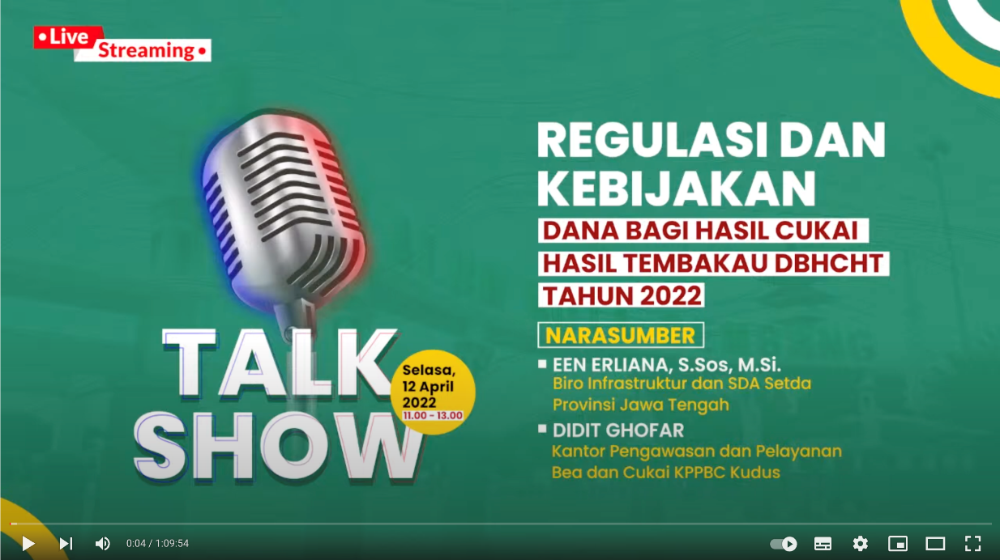 Live
Streaming
REGULASI DAN
KEBIJAKAN
DANA BAGI HASIL CUKAI
HASIL TEMBAKAU DBHCHT
TAHUN 2022
NARASUMBER
EEN ERLIANA, S.Sos, M.Si.
Biro Infrastruktur dan SDA Setda
Provinsi Jawa Tengah
DIDIT GHOFAR
Kantor Pengawasan dan Pelayanan
Bea dan Cukai KPPBC Kudus
TALK
SHOW
Selasa,
12 April
2022
11.00 - 13.00
0:04 / 1:09:54